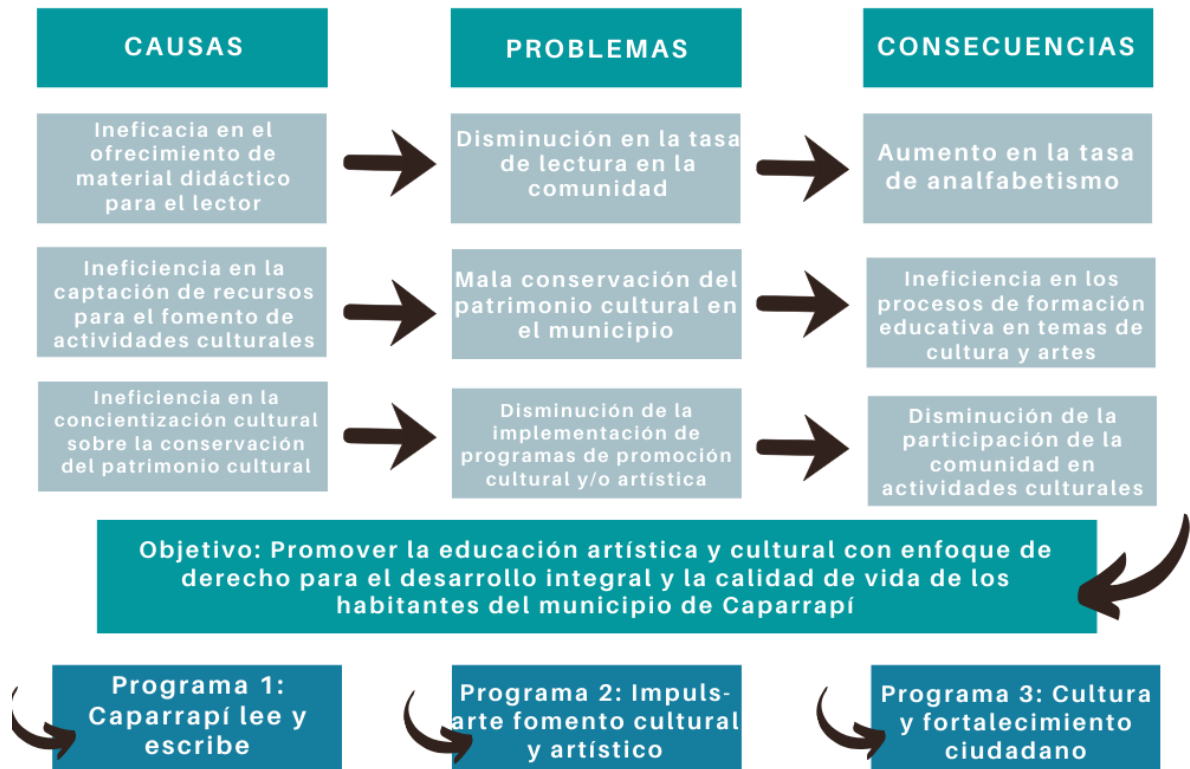 CAUSAS
PROBLEMAS
CONSECUENCIAS
Ineficacia en el
ofrecimiento de
material didáctico
para el lector
Disminución en la tasa
de lectura en la
comunidad
Aumento en la tasa
de analfabetismo
Ineficiencia en la
captación de recursos
para el fomento de
actividades culturales
Mala conservación del
patrimonio cultural en
el municipio
Ineficiencia en los
procesos de formación
educativa en temas de
cultura y artes
Ineficiencia en la
concientización cultural
sobre la conservación
del patrimonio cultural
Disminución de la
implementación de
programas de promoción
cultural y/o artística
Disminución de la
participación de la
comunidad en
actividades culturales
Objetivo: Promover la educación artística y cultural con enfoque de
derecho para el desarrollo integral y la calidad de vida de los
habitantes del municipio de Caparrapí
Programa 1:
Caparrapí lee y
escribe
Programa 2: Impuls-
arte fomento cultural
y artístico
Programa 3: Cultura
y fortalecimiento
ciudadano